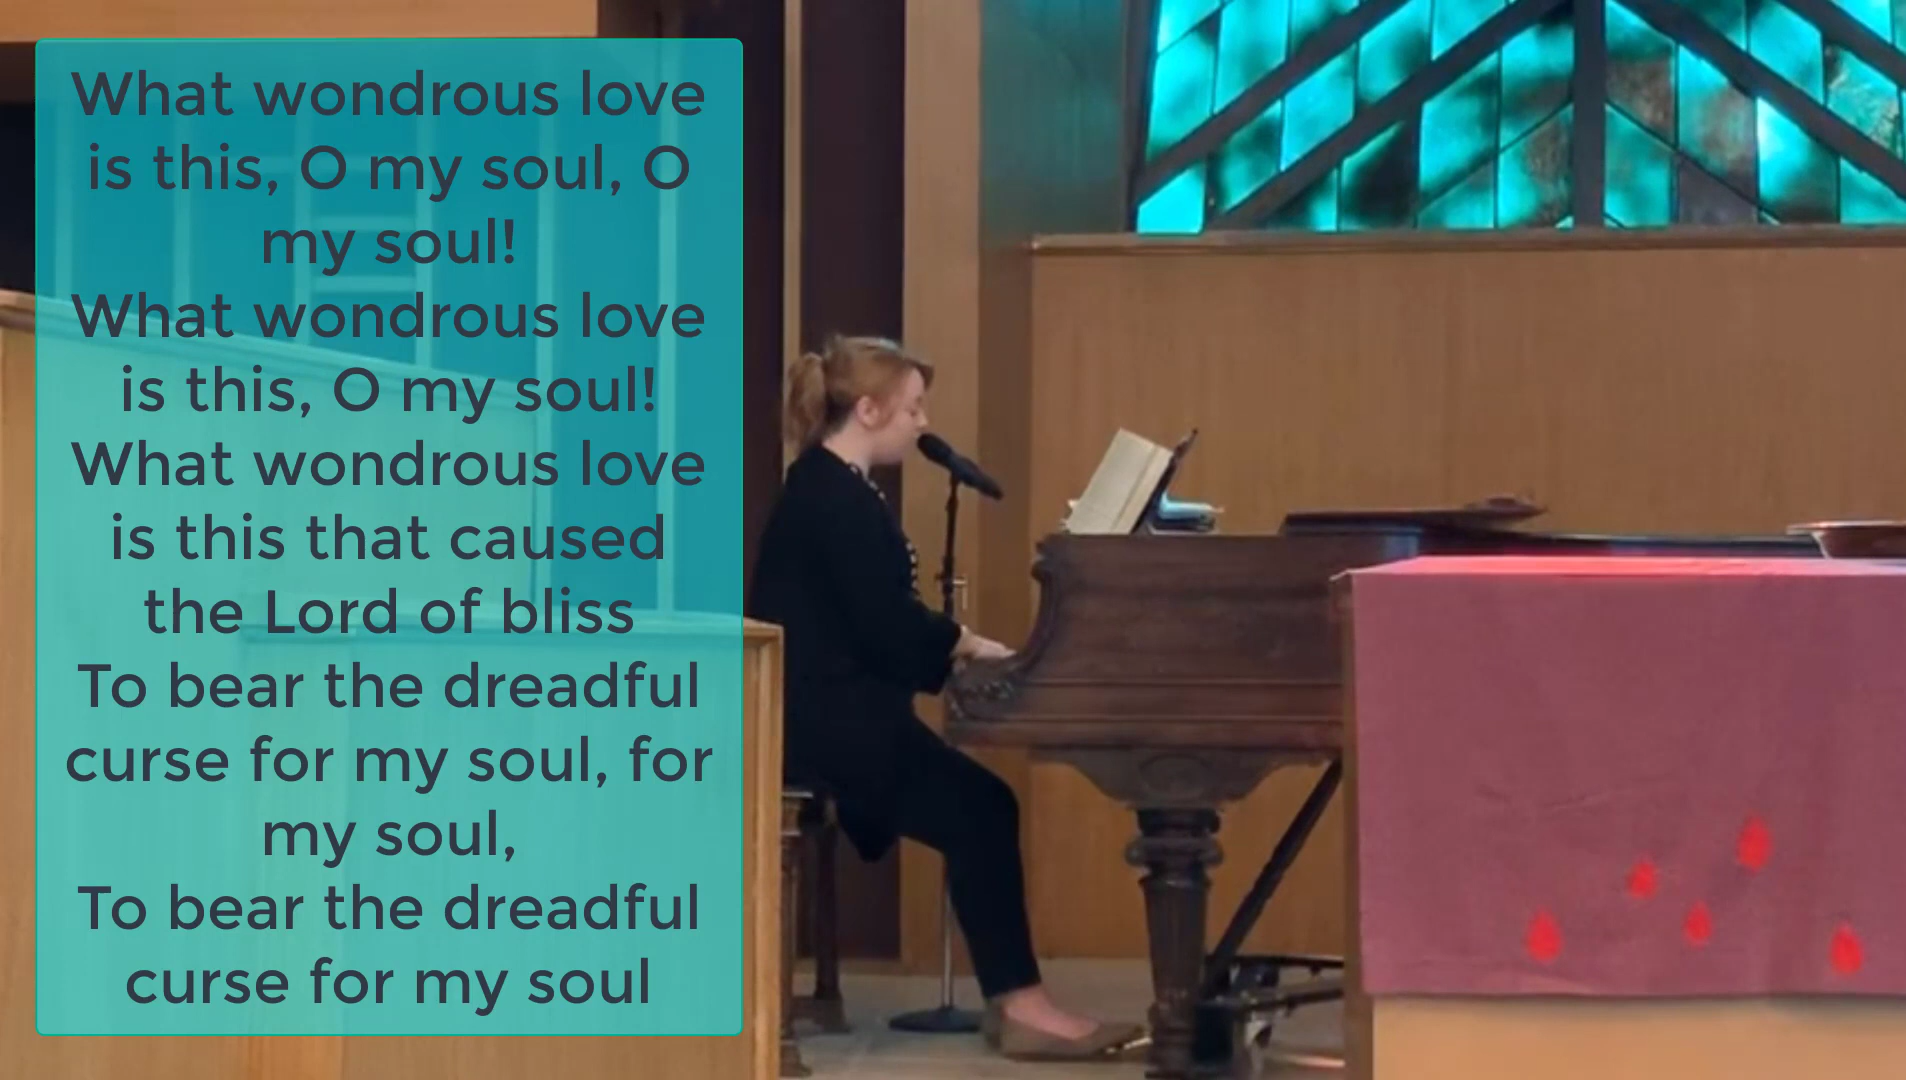 What wondrous love
is this, O my soul, O
my soul!
What wondrous love
is this, O my soul!
What wondrous love
is this that caused
the Lord of bliss
To bear the dreadful
curse for my soul, for
my soul,
To bear the dreadful
curse for my soul